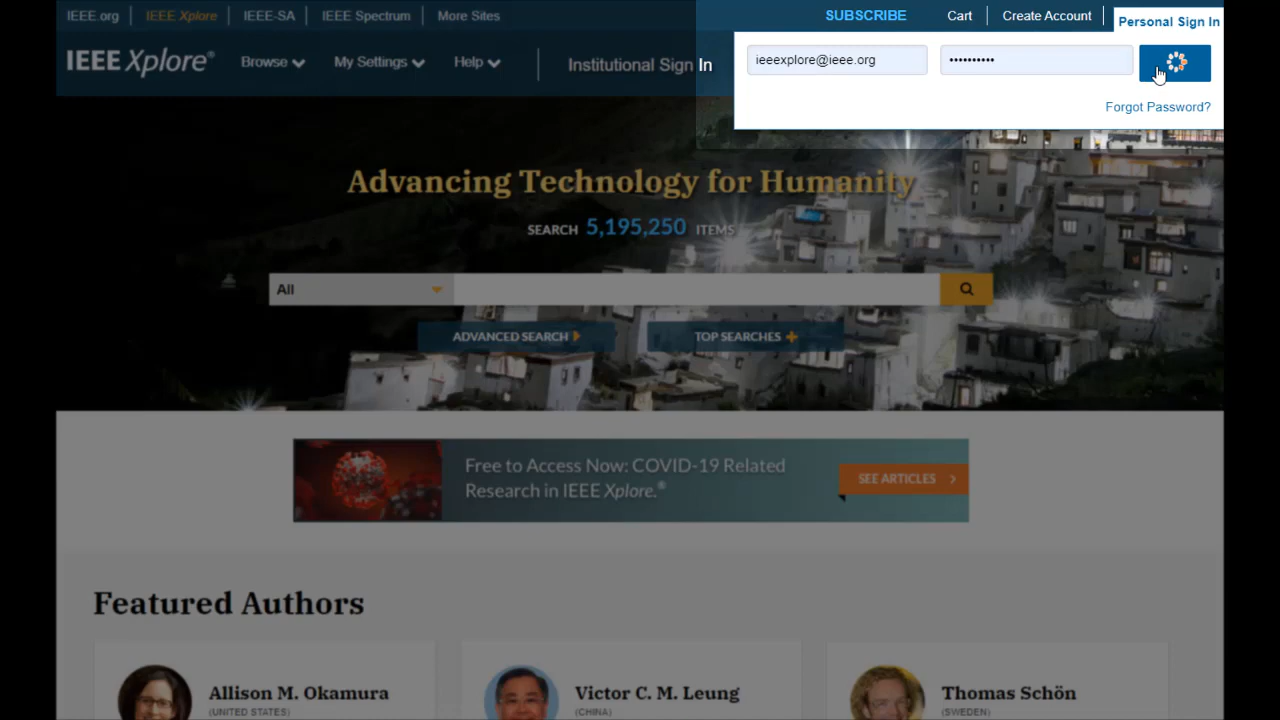 IEEE.org IEEE Xplore IEEE-SA IEEE Spectrum More Sites SUBSCRIBE Cart Create Account Personal Sign In
IEEE Xplore® Browse My Settings Help Institutional Sign In
ieeexplore@ieee.org ••••••••••
Forgot Password?
Advancing Technology for Humanity
SEARCH 5,195,250 ITEMS
All
ADVANCED SEARCH TOP SEARCHES
Free to Access Now: COVID-19 Related
Research in IEEE Xplore.®
SEE ARTICLES
Featured Authors
Allison M. Okamura
(UNITED STATES)
Victor C. M. Leung
(CHINA)
Thomas Schön
(SWEDEN)